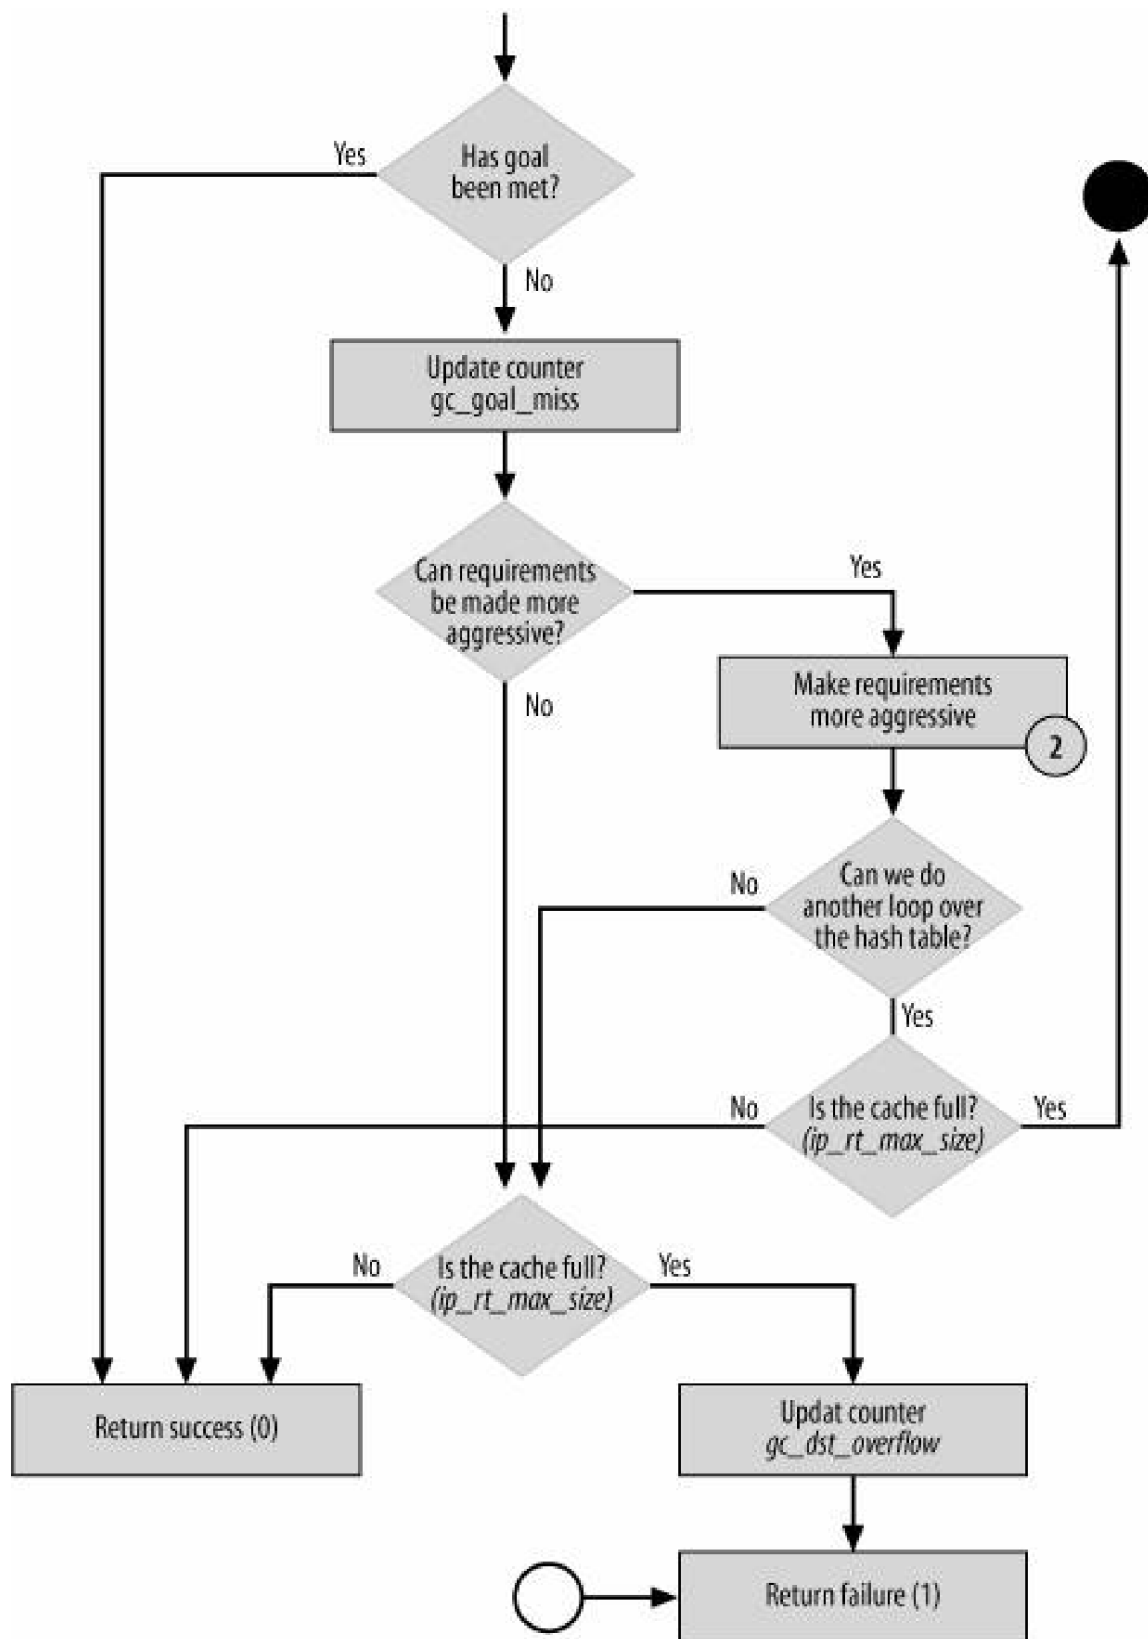 Has goal
been met?
Yes
No
Update counter
gc_goal_miss
Can requirements
be made more
aggressive?
Yes
No
Make requirements
more aggressive
2
Can we do
another loop over
the hash table?
No
Yes
Is the cache full?
(ip_rt_max_size)
No
Yes
Is the cache full?
(ip_rt_max_size)
No
Yes
Return success (0)
Updat counter
gc_dst_overflow
Return failure (1)